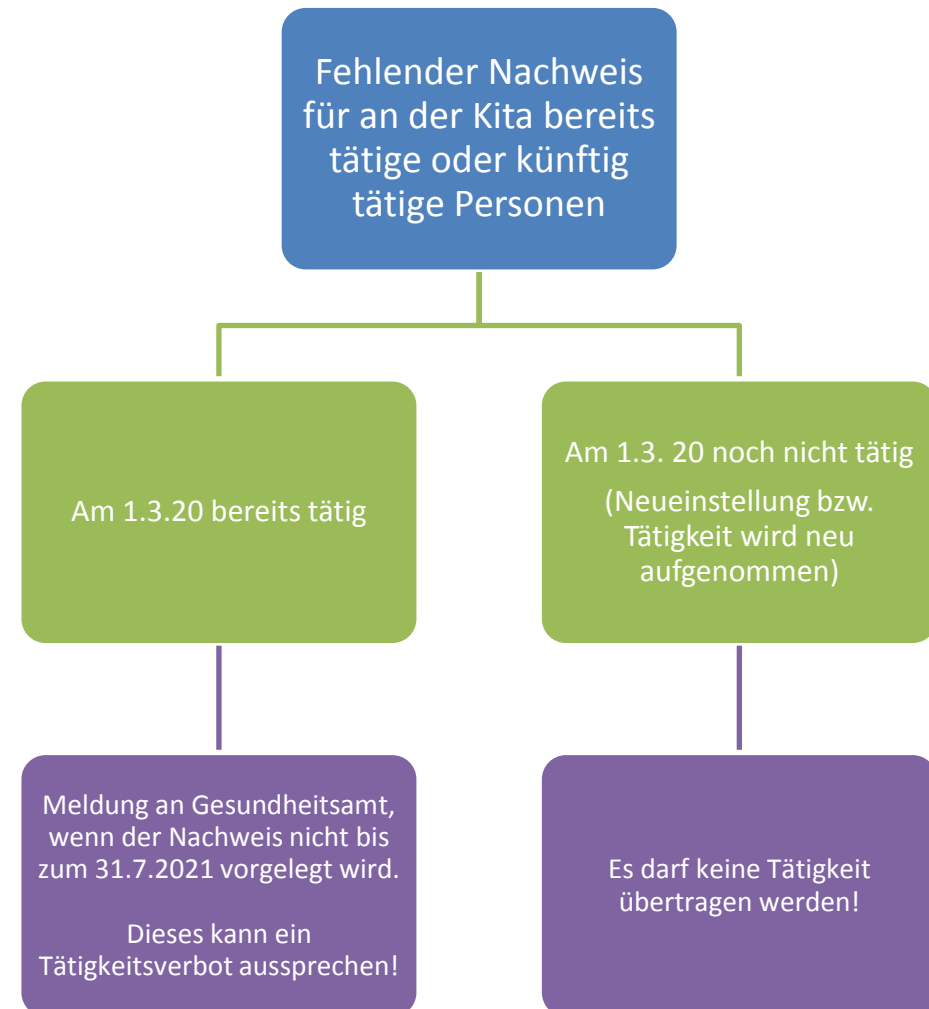 Fehlender Nachweis
für an der Kita bereits
tätige oder künftig
tätige Personen
Am 1.3.20 bereits tätig
Am 1.3. 20 noch nicht tätig
(Neueinstellung bzw.
Tätigkeit wird neu
aufgenommen)
Meldung an Gesundheitsamt,
wenn der Nachweis nicht bis
zum 31.7.2021 vorgelegt wird.
Dieses kann ein
Tätigkeitsverbot aussprechen!
Es darf keine Tätigkeit
übertragen werden!